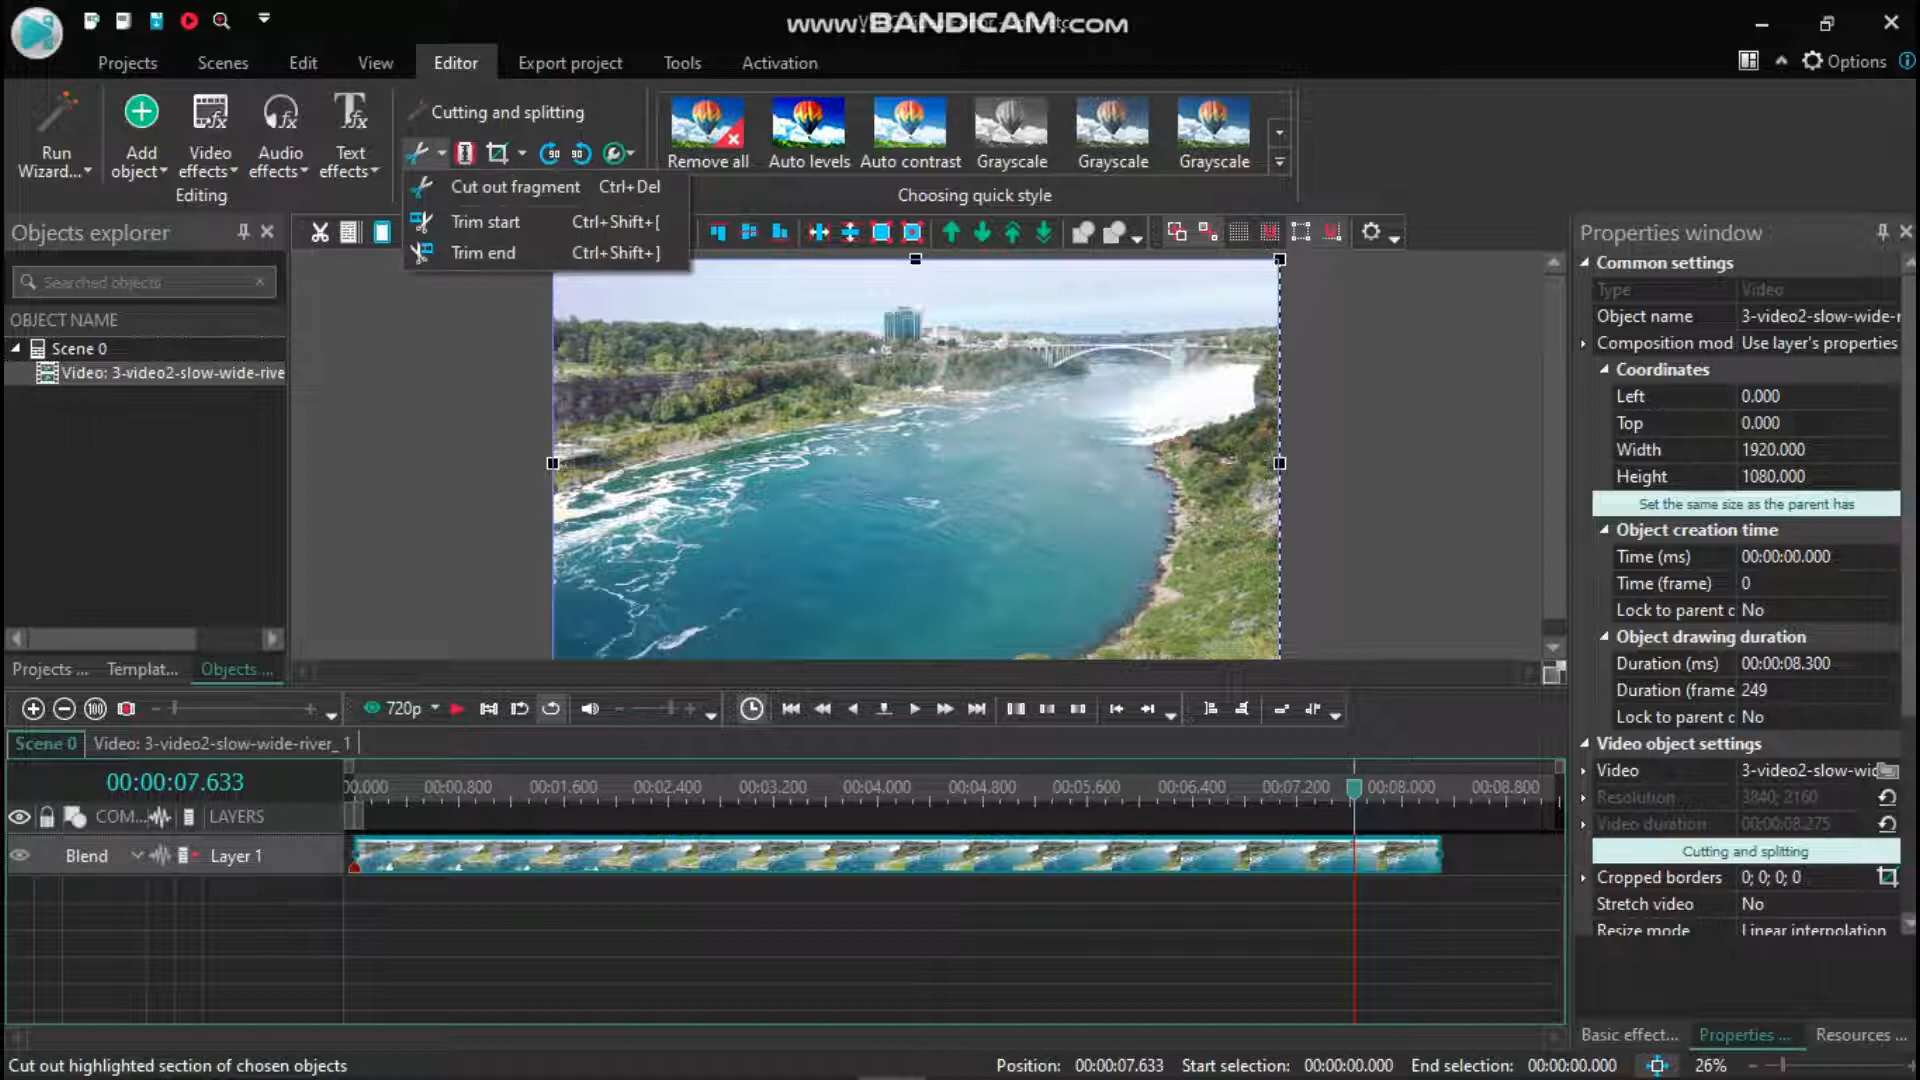 www.BANDICAM.com
Projects
Scenes
Edit
View
Editor
Export project
Tools
Activation
Options
Run
Wizard...
Add
object
Video
effects
Audio
effects
Text
effects
Editing
Cutting and splitting
Cut out fragment Ctrl+Del
Trim start Ctrl+Shift+[
Trim end Ctrl+Shift+]
Remove all
Auto levels
Auto contrast
Grayscale
Grayscale
Grayscale
Choosing quick style
Objects explorer
Searched objects
OBJECT NAME
Scene 0
Video: 3-video2-slow-wide-rive
Projects ...
Templat...
Objects ...
Properties window
Common settings
Type Video
Object name 3-video2-slow-wide-r
Composition mod Use layer's properties
Coordinates
Left 0.000
Top 0.000
Width 1920.000
Height 1080.000
Set the same size as the parent has
Object creation time
Time (ms) 00:00:00.000
Time (frame) 0
Lock to parent c No
Object drawing duration
Duration (ms) 00:00:08.300
Duration (frame 249
Lock to parent c No
Video object settings
Video 3-video2-slow-wid
Resolution 3840; 2160
Video duration 00:00:08.275
Cutting and splitting
Cropped borders 0; 0; 0; 0
Stretch video No
Resize mode Linear interpolation
Basic effect...
Properties ...
Resources ...
720p
Scene 0
Video: 3-video2-slow-wide-river_1
00:00:07.633
00.000 00:00.800 00:01.600 00:02.400 00:03.200 00:04.000 00:04.800 00:05.600 00:06.400 00:07.200 00:08.000 00:08.800
COM... LAYERS
Blend Layer 1
Cut out highlighted section of chosen objects
Position: 00:00:07.633 Start selection: 00:00:00.000 End selection: 00:00:00.000 26%